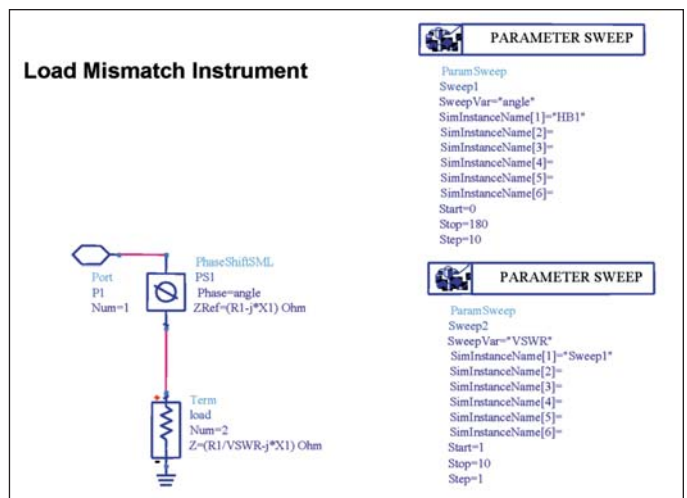 Load Mismatch Instrument
PARAMETER SWEEP
ParamSweep
Sweep1
SweepVar="angle"
SimInstanceName[1]="HB1"
SimInstanceName[2]=
SimInstanceName[3]=
SimInstanceName[4]=
SimInstanceName[5]=
SimInstanceName[6]=
Start=0
Stop=180
Step=10
Port
P1
Num=1
PhaseShiftSML
PS1
Phase=angle
ZRef=(R1-j*X1) Ohm
Term
load
Num=2
Z=(R1/VSWR-j*X1) Ohm
PARAMETER SWEEP
ParamSweep
Sweep2
SweepVar="VSWR"
SimInstanceName[1]="Sweep1"
SimInstanceName[2]=
SimInstanceName[3]=
SimInstanceName[4]=
SimInstanceName[5]=
SimInstanceName[6]=
Start=1
Stop=10
Step=1